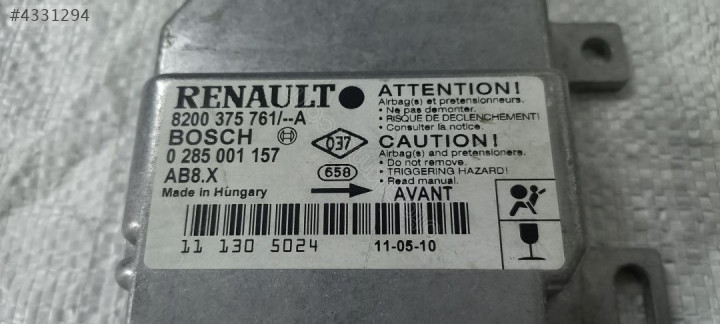 #4331294
RENAULT
8200 375 761/--A
BOSCH
0 285 001 157
AB8.X
Made in Hungary
037
658
ATTENTION!
Airbag(s) et pretensionneurs.
• Ne pas demonter.
• RISQUE DE DECLENCHEMENT!
• Consulter la notice.
CAUTION!
Airbag(s) and pretensioners.
• Do not remove.
• TRIGGERING HAZARD!
• Read manual.
AVANT
11 130 5024
11-05-10